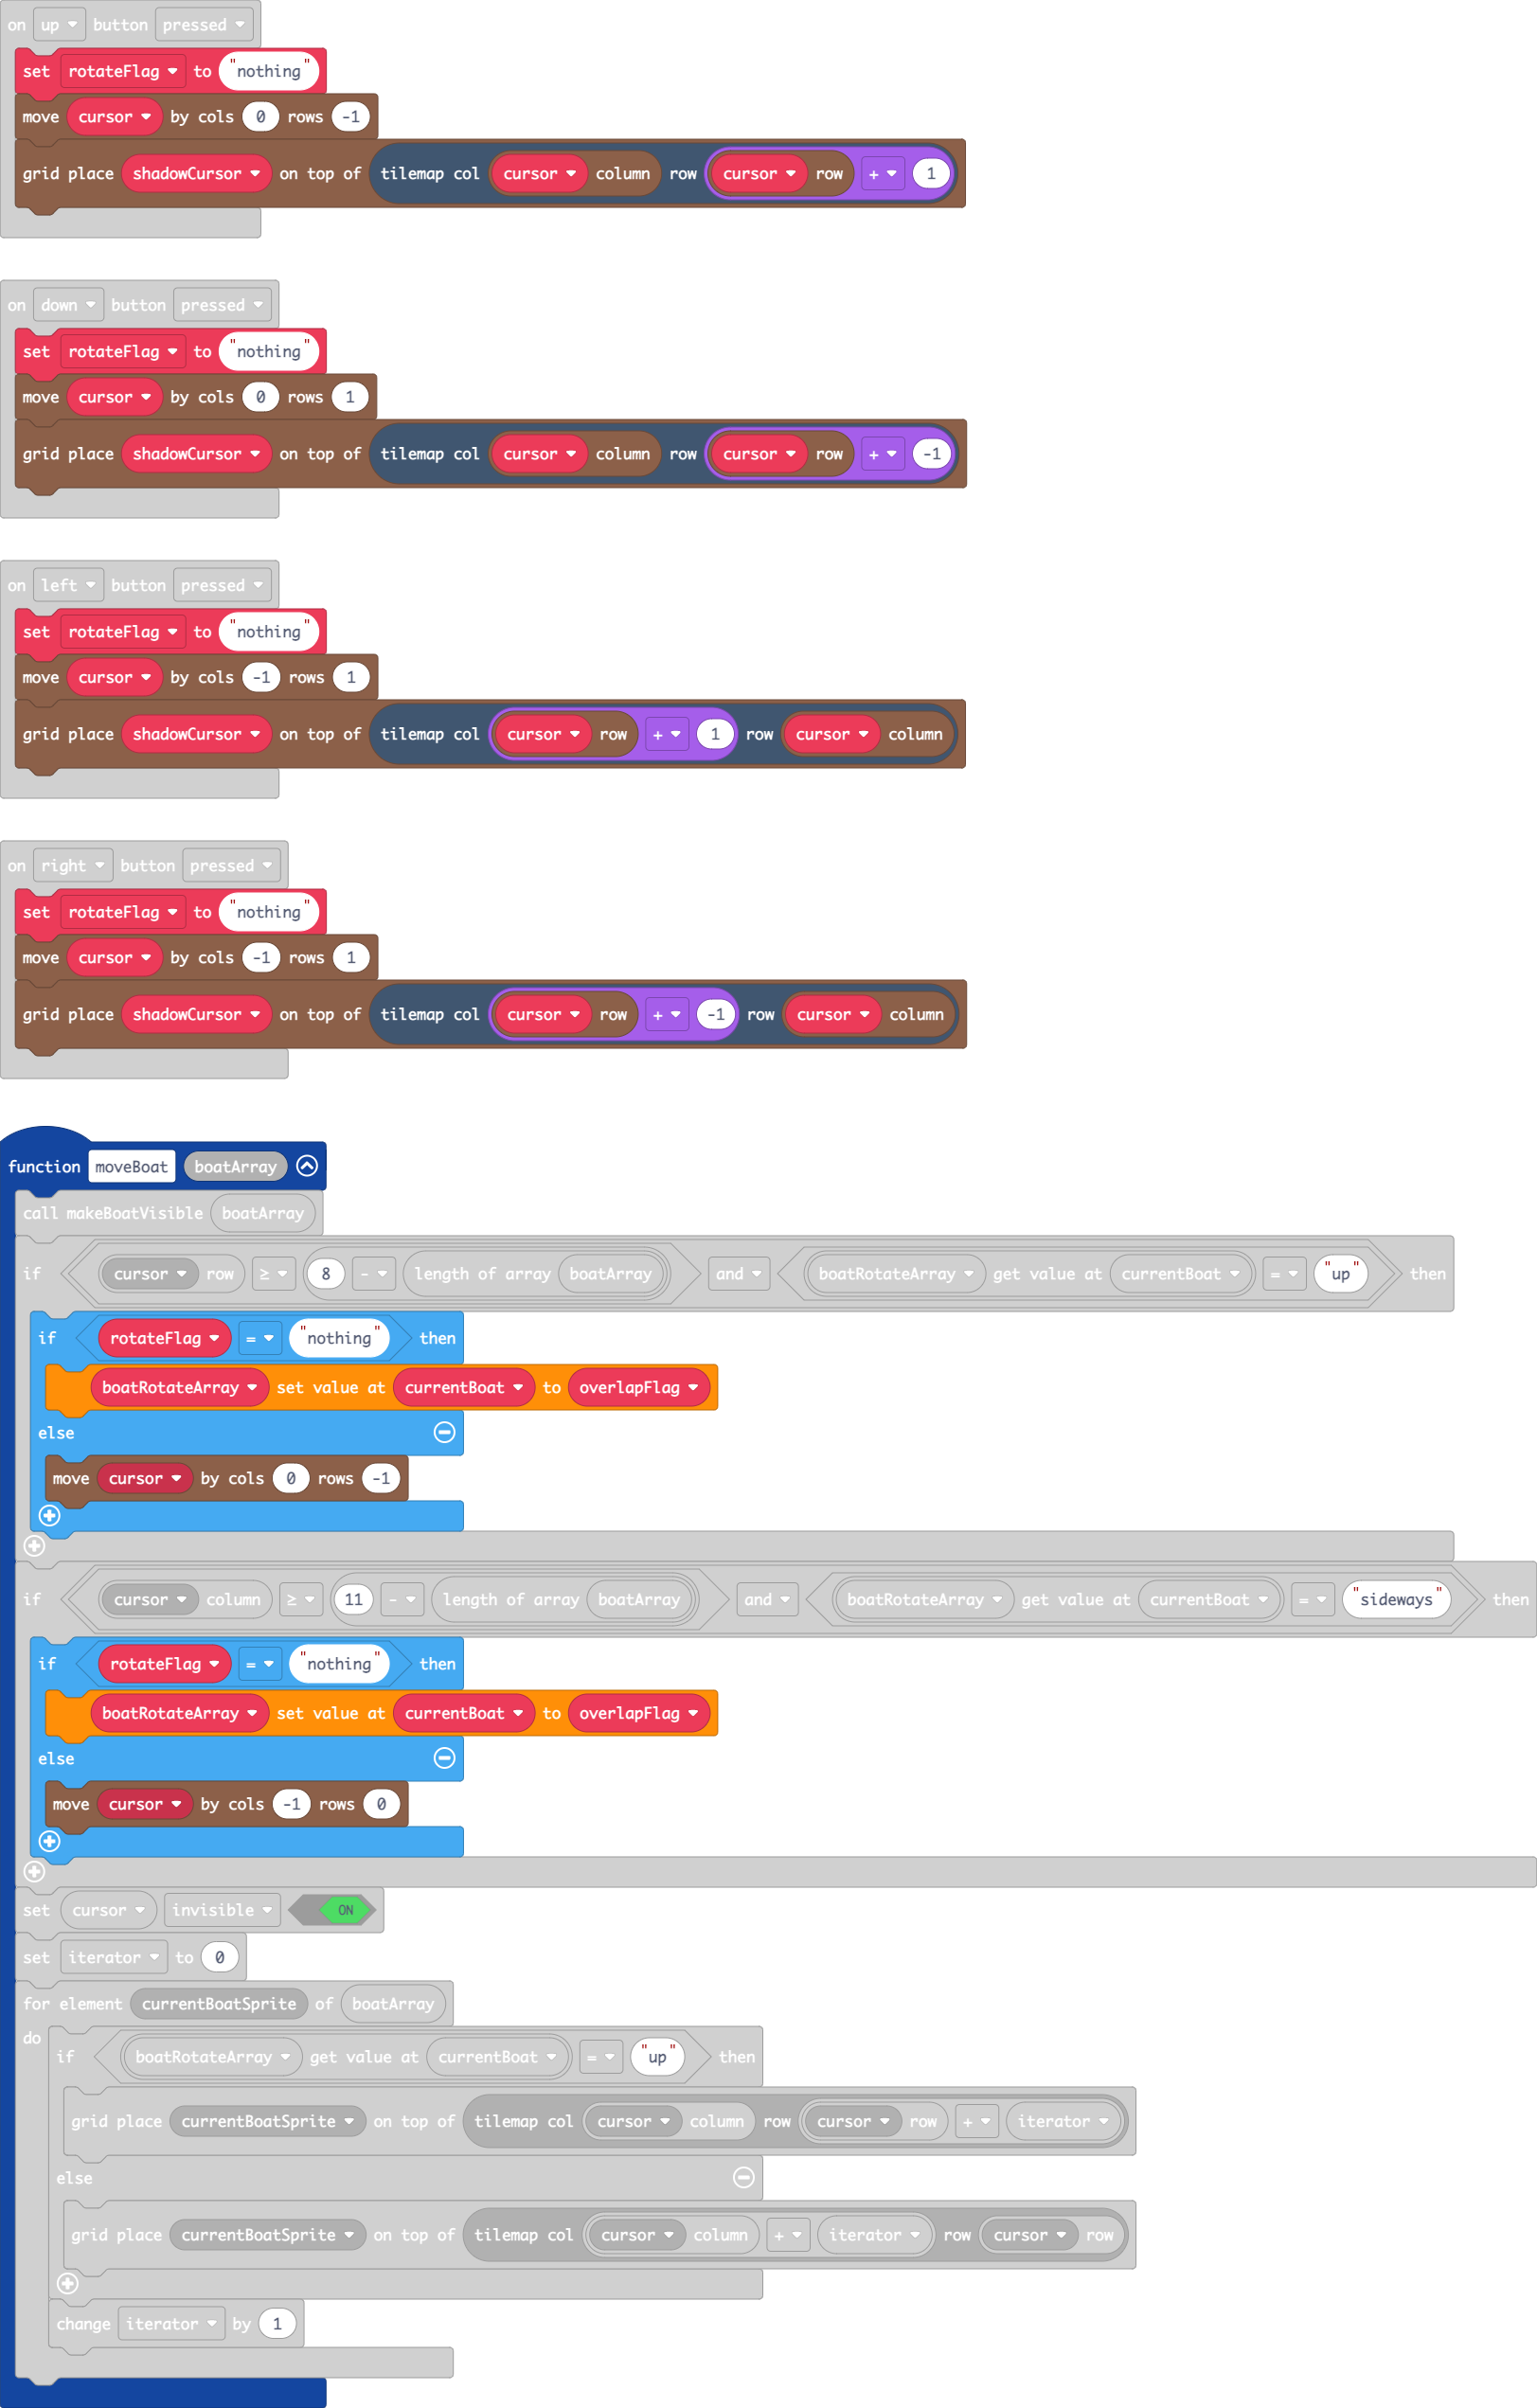 on up button pressed
set rotateFlag to "nothing"
move cursor by cols 0 rows -1
grid place shadowCursor on top of tilemap col cursor column row cursor row + 1
on down button pressed
set rotateFlag to "nothing"
move cursor by cols 0 rows 1
grid place shadowCursor on top of tilemap col cursor column row cursor row + -1
on left button pressed
set rotateFlag to "nothing"
move cursor by cols -1 rows 1
grid place shadowCursor on top of tilemap col cursor row + 1 row cursor column
on right button pressed
set rotateFlag to "nothing"
move cursor by cols -1 rows 1
grid place shadowCursor on top of tilemap col cursor row + -1 row cursor column
function moveBoat boatArray
call makeBoatVisible boatArray
if cursor row ≥ 8 - length of array boatArray and boatRotateArray get value at currentBoat = "up" then
if rotateFlag = "nothing" then
boatRotateArray set value at currentBoat to overlapFlag
else
move cursor by cols 0 rows -1
if cursor column ≥ 11 - length of array boatArray and boatRotateArray get value at currentBoat = "sideways" then
if rotateFlag = "nothing" then
boatRotateArray set value at currentBoat to overlapFlag
else
move cursor by cols -1 rows 0
set cursor invisible ON
set iterator to 0
for element currentBoatSprite of boatArray
do
if boatRotateArray get value at currentBoat = "up" then
grid place currentBoatSprite on top of tilemap col cursor column row cursor row + iterator
else
grid place currentBoatSprite on top of tilemap col cursor column + iterator row cursor row
change iterator by 1